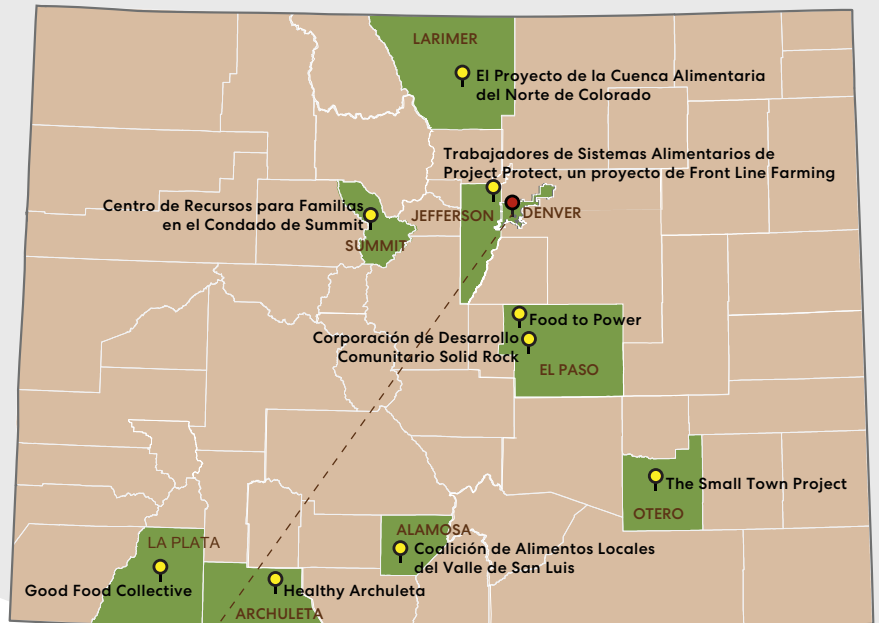 LARIMER
El Proyecto de la Cuenca Alimentaria
del Norte de Colorado
Trabajadores de Sistemas Alimentarios de
Project Protect, un proyecto de Front Line Farming
Centro de Recursos para Familias
en el Condado de Summit
JEFFERSON
DENVER
SUMMIT
Food to Power
Corporación de Desarrollo
Comunitario Solid Rock
EL PASO
The Small Town Project
OTERO
ALAMOSA
LA PLATA
Coalición de Alimentos Locales
del Valle de San Luis
Good Food Collective
Healthy Archuleta
ARCHULETA